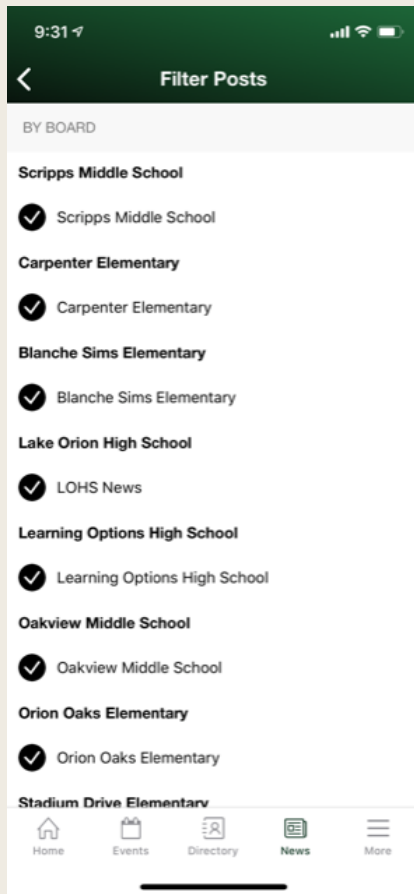 9:31
Filter Posts
BY BOARD
Scripps Middle School
Scripps Middle School
Carpenter Elementary
Carpenter Elementary
Blanche Sims Elementary
Blanche Sims Elementary
Lake Orion High School
LOHS News
Learning Options High School
Learning Options High School
Oakview Middle School
Oakview Middle School
Orion Oaks Elementary
Orion Oaks Elementary
Stadium Drive Elementary
Home Events Directory News More